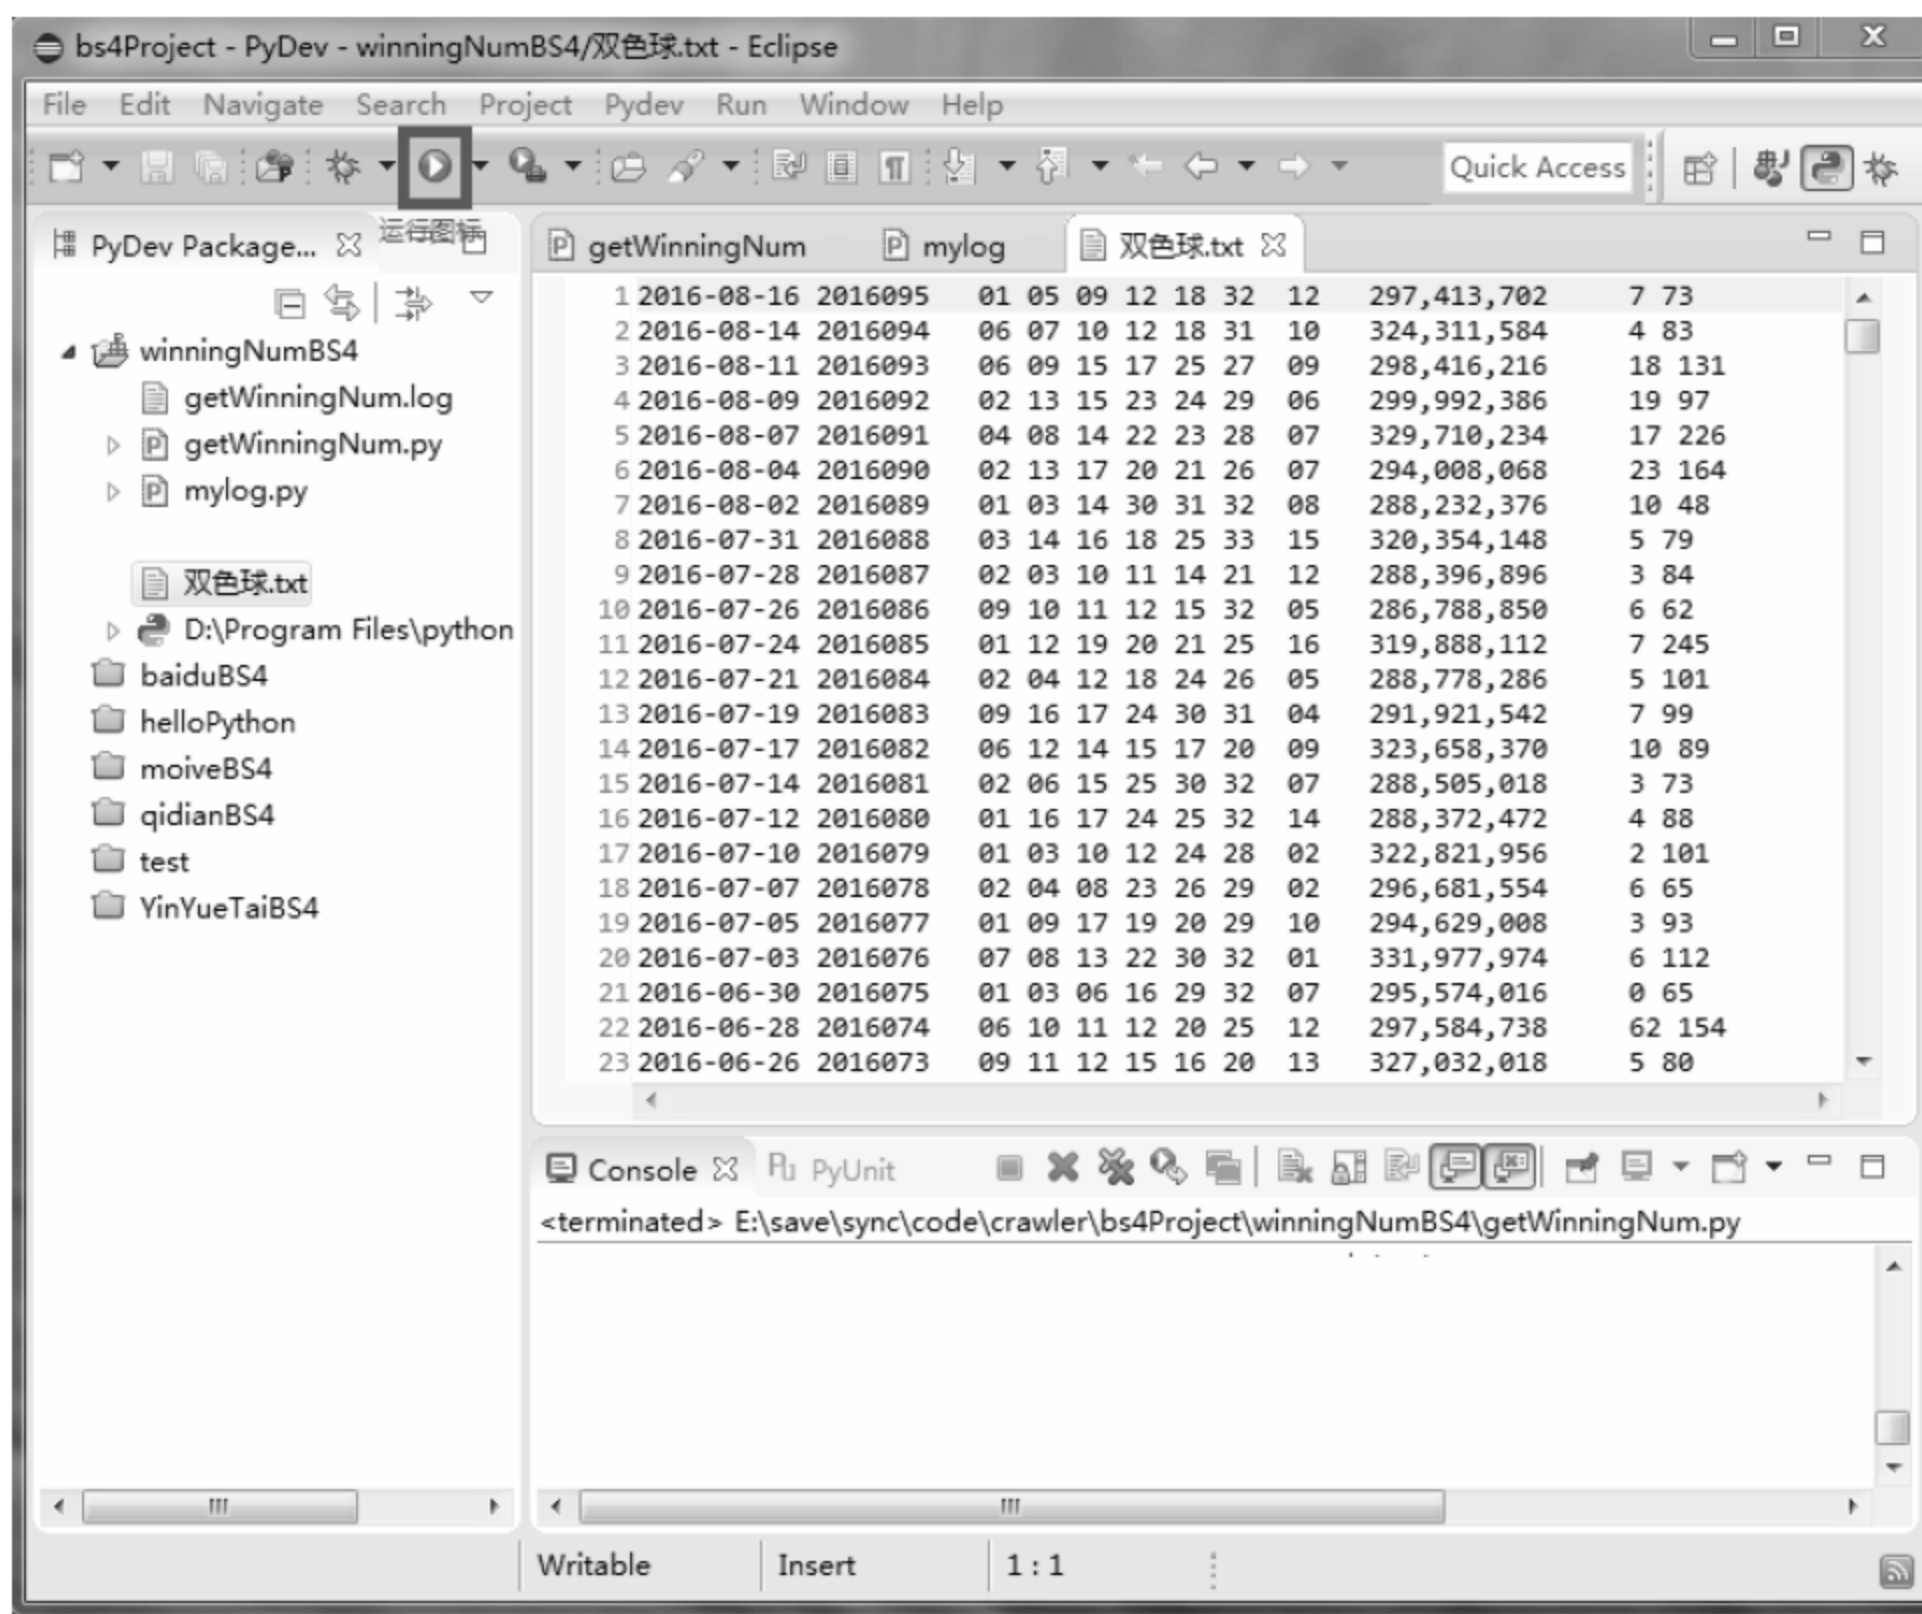 bs4Project - PyDev - winningNumBS4/双色球.txt - Eclipse
File Edit Navigate Search Project Pydev Run Window Help
Quick Access
运行图标
PyDev Package...
winningNumBS4
getWinningNum.log
getWinningNum.py
mylog.py
双色球.txt
D:\Program Files\python
baiduBS4
helloPython
moiveBS4
qidianBS4
test
YinYueTaiBS4
getWinningNum mylog 双色球.txt
1 2016-08-16 2016095 01 05 09 12 18 32 12 297,413,702 7 73
2 2016-08-14 2016094 06 07 10 12 18 31 10 324,311,584 4 83
3 2016-08-11 2016093 06 09 15 17 25 27 09 298,416,216 18 131
4 2016-08-09 2016092 02 13 15 23 24 29 06 299,992,386 19 97
5 2016-08-07 2016091 04 08 14 22 23 28 07 329,710,234 17 226
6 2016-08-04 2016090 02 13 17 20 21 26 07 294,008,068 23 164
7 2016-08-02 2016089 01 03 14 30 31 32 08 288,232,376 10 48
8 2016-07-31 2016088 03 14 16 18 25 33 15 320,354,148 5 79
9 2016-07-28 2016087 02 03 10 11 14 21 12 288,396,896 3 84
10 2016-07-26 2016086 09 10 11 12 15 32 05 286,788,850 6 62
11 2016-07-24 2016085 01 12 19 20 21 25 16 319,888,112 7 245
12 2016-07-21 2016084 02 04 12 18 24 26 05 288,778,286 5 101
13 2016-07-19 2016083 09 16 17 24 30 31 04 291,921,542 7 99
14 2016-07-17 2016082 06 12 14 15 17 20 09 323,658,370 10 89
15 2016-07-14 2016081 02 06 15 25 30 32 07 288,505,018 3 73
16 2016-07-12 2016080 01 16 17 24 25 32 14 288,372,472 4 88
17 2016-07-10 2016079 01 03 10 12 24 28 02 322,821,956 2 101
18 2016-07-07 2016078 02 04 08 23 26 29 02 296,681,554 6 65
19 2016-07-05 2016077 01 09 17 19 20 29 10 294,629,008 3 93
20 2016-07-03 2016076 07 08 13 22 30 32 01 331,977,974 6 112
21 2016-06-30 2016075 01 03 06 16 29 32 07 295,574,016 0 65
22 2016-06-28 2016074 06 10 11 12 20 25 12 297,584,738 62 154
23 2016-06-26 2016073 09 11 12 15 16 20 13 327,032,018 5 80
Console PyUnit
<terminated> E:\save\sync\code\crawler\bs4Project\winningNumBS4\getWinningNum.py
Writable Insert 1 : 1